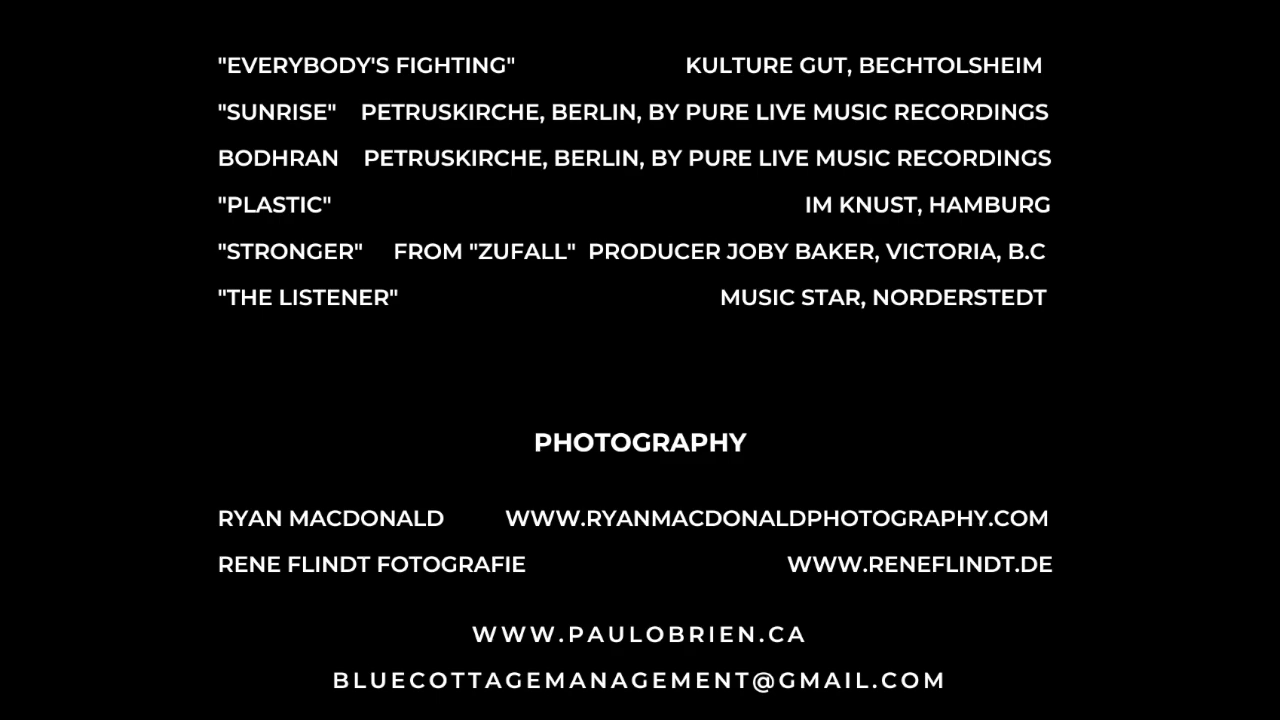 "EVERYBODY'S FIGHTING" KULTURE GUT, BECHTOLSHEIM
"SUNRISE" PETRUSKIRCHE, BERLIN, BY PURE LIVE MUSIC RECORDINGS
BODHRAN PETRUSKIRCHE, BERLIN, BY PURE LIVE MUSIC RECORDINGS
"PLASTIC" IM KNUST, HAMBURG
"STRONGER" FROM "ZUFALL" PRODUCER JOBY BAKER, VICTORIA, B.C
"THE LISTENER" MUSIC STAR, NORDERSTEDT
PHOTOGRAPHY
RYAN MACDONALD WWW.RYANMACDONALDPHOTOGRAPHY.COM
RENE FLINDT FOTOGRAFIE WWW.RENEFLINDT.DE
WWW.PAULOBRIEN.CA
BLUECOTTAGEMANAGEMENT@GMAIL.COM